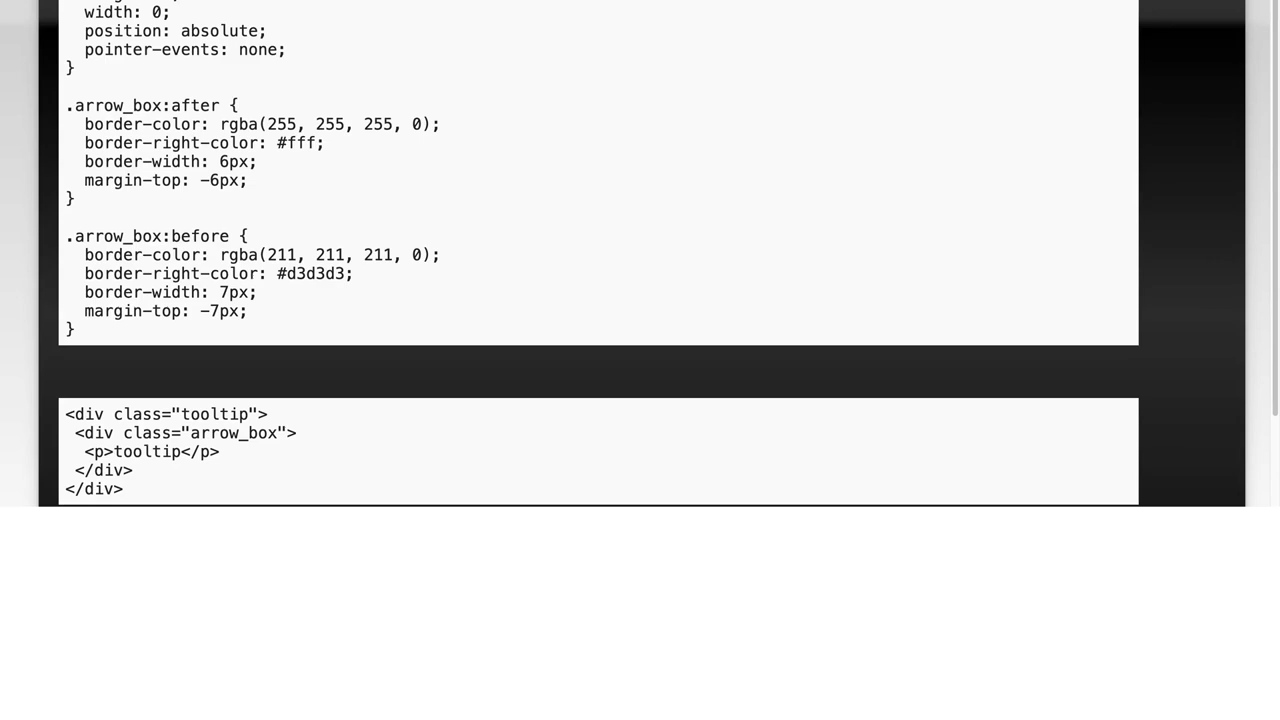 width: 0;
position: absolute;
pointer-events: none;
}
.arrow_box:after {
border-color: rgba(255, 255, 255, 0);
border-right-color: #fff;
border-width: 6px;
margin-top: -6px;
}
.arrow_box:before {
border-color: rgba(211, 211, 211, 0);
border-right-color: #d3d3d3;
border-width: 7px;
margin-top: -7px;
}
<div class="tooltip">
<div class="arrow_box">
<p>tooltip</p>
</div>
</div>